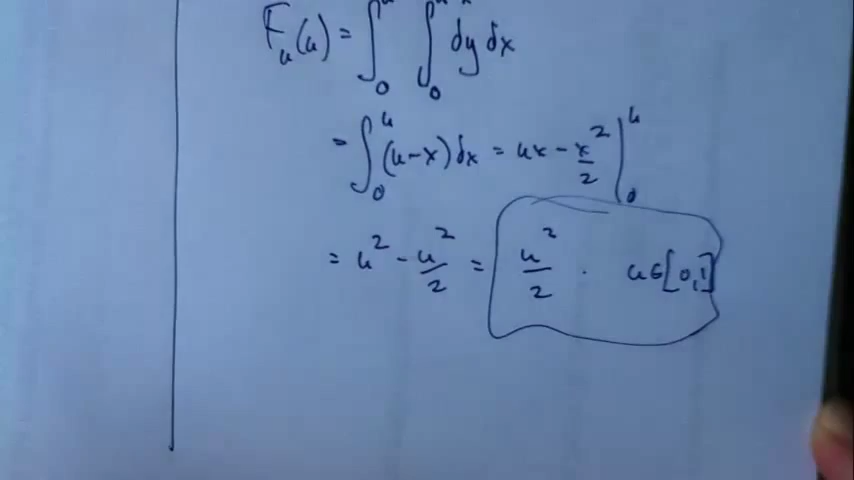 F_u(u) = ∫_0^u ∫_0 dy dx
= ∫_0^u (u-x)dx = ux - x^2/2 |_0^u
= u^2 - u^2/2 = u^2/2 . u∈[0,1]